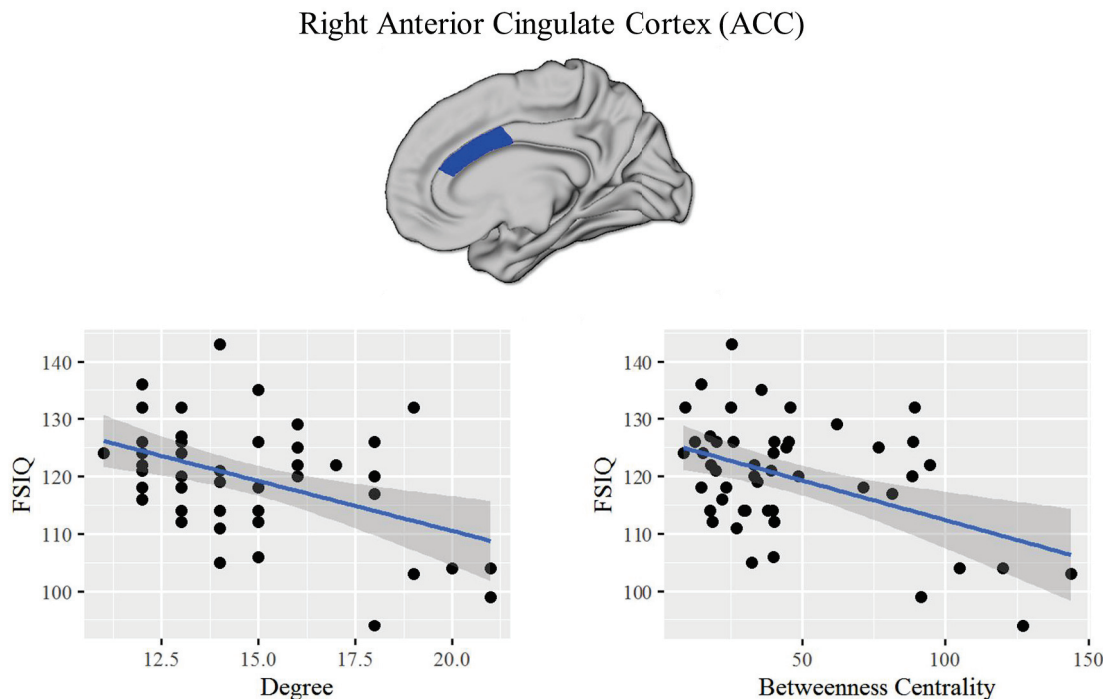 Right Anterior Cingulate Cortex (ACC)
FSIQ
140
130
120
110
100
12.5 15.0 17.5 20.0
Degree
FSIQ
140
130
120
110
100
50 100 150
Betweenness Centrality